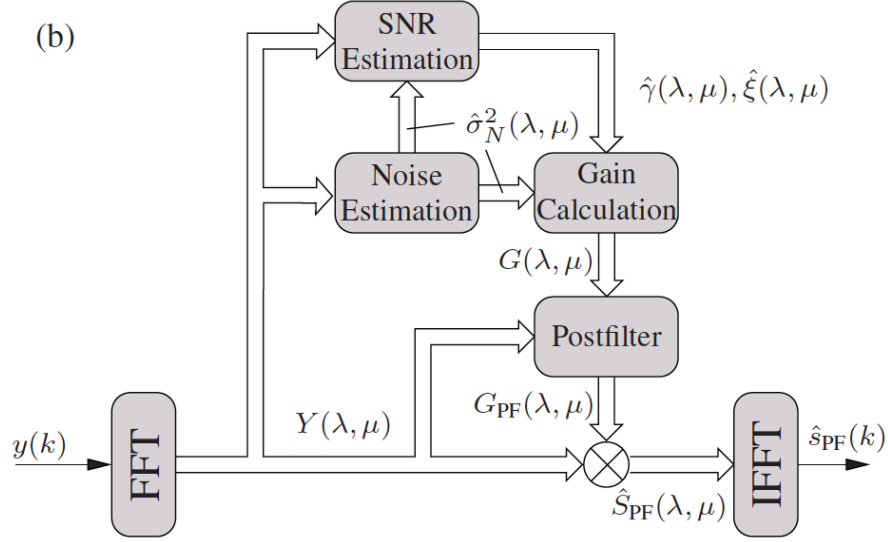 (b)
SNR
Estimation
γ̂(λ, μ), ξ̂(λ, μ)
σ̂²_N(λ, μ)
Noise
Estimation
Gain
Calculation
G(λ, μ)
Postfilter
G_PF(λ, μ)
Y(λ, μ)
y(k)
FFT
Ŝ_PF(λ, μ)
IFFT
ŝ_PF(k)